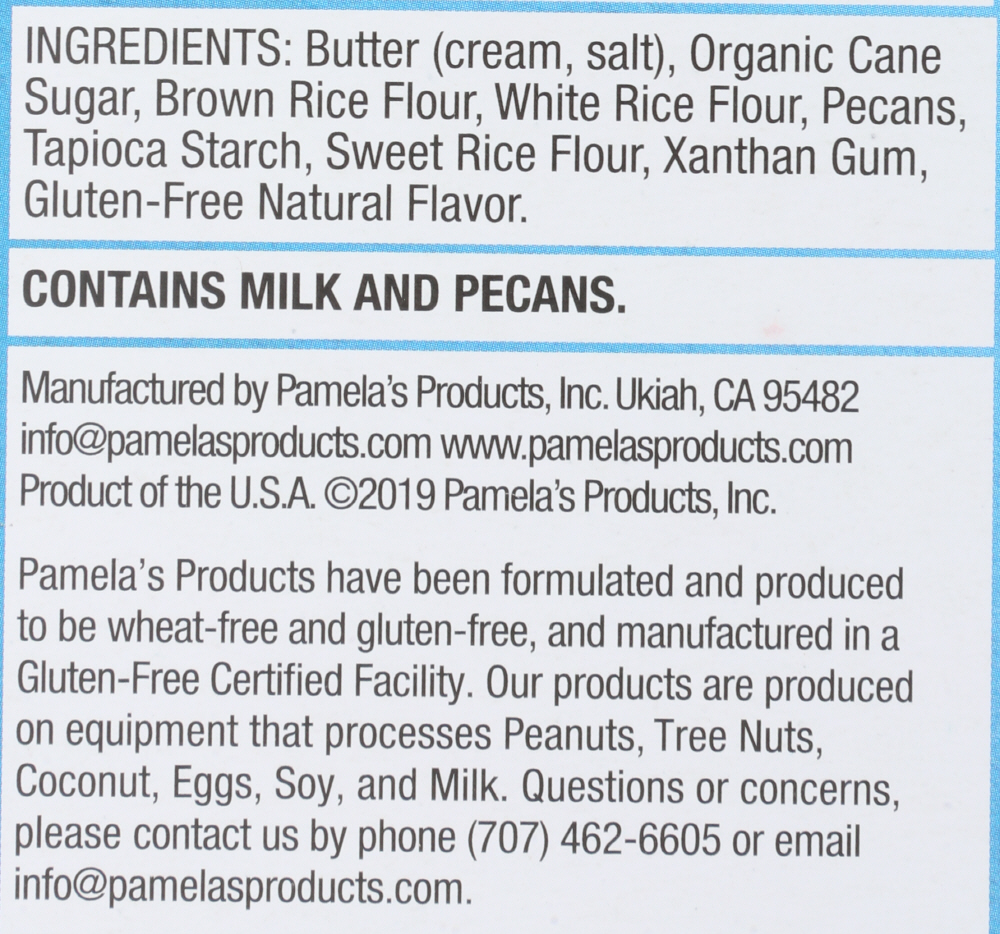 INGREDIENTS: Butter (cream, salt), Organic Cane
Sugar, Brown Rice Flour, White Rice Flour, Pecans,
Tapioca Starch, Sweet Rice Flour, Xanthan Gum,
Gluten-Free Natural Flavor.
CONTAINS MILK AND PECANS.
Manufactured by Pamela's Products, Inc. Ukiah, CA 95482
info@pamelasproducts.com www.pamelasproducts.com
Product of the U.S.A. ©2019 Pamela's Products, Inc.
Pamela's Products have been formulated and produced
to be wheat-free and gluten-free, and manufactured in a
Gluten-Free Certified Facility. Our products are produced
on equipment that processes Peanuts, Tree Nuts,
Coconut, Eggs, Soy, and Milk. Questions or concerns,
please contact us by phone (707) 462-6605 or email
info@pamelasproducts.com.